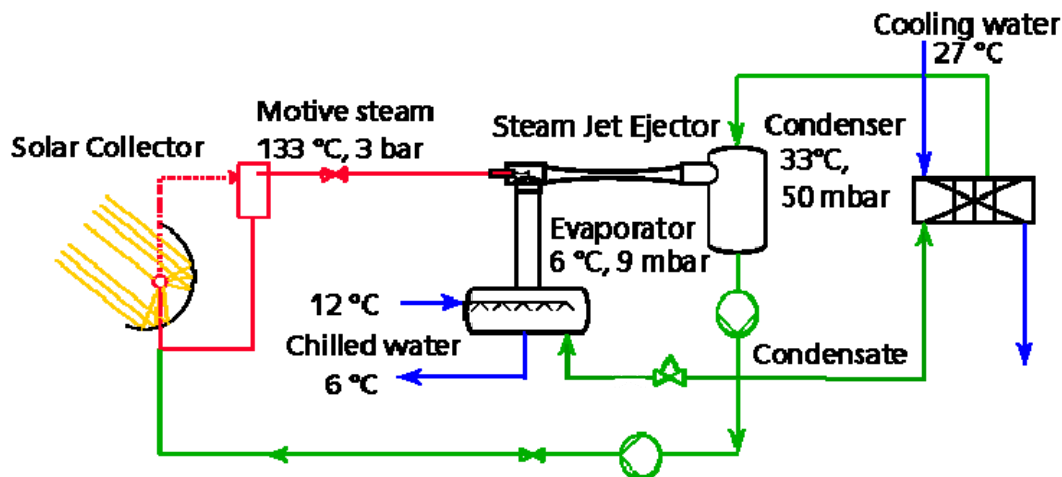 Cooling water
27 °C
Motive steam
133 °C, 3 bar
Steam Jet Ejector
Condenser
33°C,
50 mbar
Solar Collector
Evaporator
6 °C, 9 mbar
12 °C
Chilled water
6 °C
Condensate